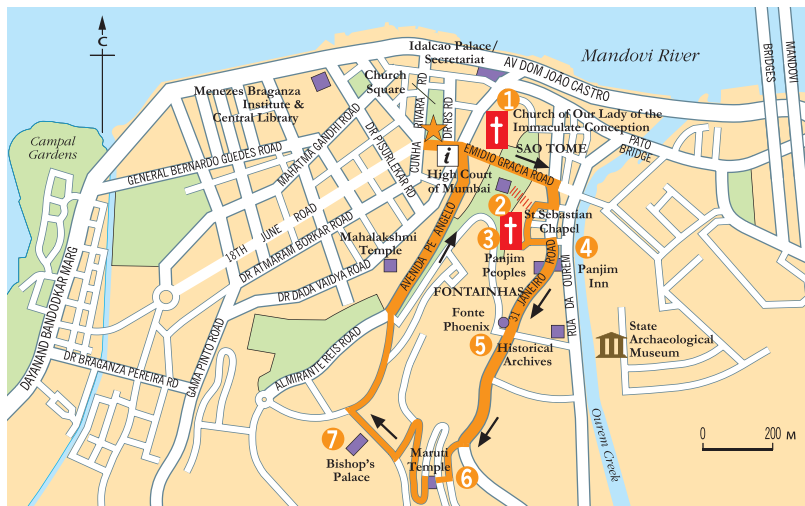 C
Idalcao Palace/
Secretariat
Mandovi River
AV DOM JOÃO CASTRO
BRIDGES
MANDOVI
Church
Square
Menezes Braganza
Institute &
Central Library
RIVARA RD
CUNHA
DR RS RD
1
Church of Our Lady of the
Immaculate Conception
Campal
Gardens
MAHATMA GANDHI ROAD
DR PISURLEKAR RD
SAO TOME
PATO
BRIDGE
GENERAL BERNARDO GUEDES ROAD
i
EMIDIO GRACIA ROAD
High Court
of Mumbai
2
St Sebastian
Chapel
18TH JUNE ROAD
DR ATMARAM BORKAR ROAD
AVENIDA PE ANGELO
3
4
Mahalakshmi
Temple
Panjim
Peoples
Panjim
Inn
DR DADA VAIDYA ROAD
FONTAINHAS
31 JANEIRO ROAD
RUA DA OUREM
DAYANAND BANDODKAR MARG
Fonte
Phoenix
State
Archaeological
Museum
GAMA PINTO ROAD
ALMIRANTE REIS ROAD
5
Historical
Archives
DR BRAGANZA PEREIRA RD
Ourem Creek
0
200 M
7
Bishop's
Palace
Maruti
Temple
6